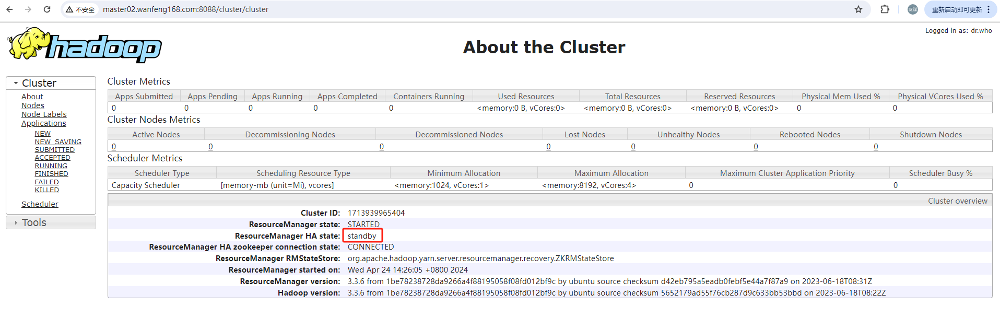 不安全 master02.wanfeng168.com:8088/cluster/cluster 友谋 重新启动即可更新
Logged in as: dr.who
hadoop
About the Cluster
Cluster
About
Nodes
Node Labels
Applications
NEW
NEW_SAVING
SUBMITTED
ACCEPTED
RUNNING
FINISHED
FAILED
KILLED
Scheduler
Tools
Cluster Metrics
Apps Submitted Apps Pending Apps Running Apps Completed Containers Running Used Resources Total Resources Reserved Resources Physical Mem Used % Physical VCores Used %
0 0 0 0 0 <memory:0 B, vCores:0> <memory:0 B, vCores:0> <memory:0 B, vCores:0> 0 0
Cluster Nodes Metrics
Active Nodes Decommissioning Nodes Decommissioned Nodes Lost Nodes Unhealthy Nodes Rebooted Nodes Shutdown Nodes
0 0 0 0 0 0 0
Scheduler Metrics
Scheduler Type Scheduling Resource Type Minimum Allocation Maximum Allocation Maximum Cluster Application Priority Scheduler Busy %
Capacity Scheduler [memory-mb (unit=Mi), vcores] <memory:1024, vCores:1> <memory:8192, vCores:4> 0 0
Cluster overview
Cluster ID: 1713939965404
ResourceManager state: STARTED
ResourceManager HA state: standby
ResourceManager HA zookeeper connection state: CONNECTED
ResourceManager RMStateStore: org.apache.hadoop.yarn.server.resourcemanager.recovery.ZKRMStateStore
ResourceManager started on: Wed Apr 24 14:26:05 +0800 2024
ResourceManager version: 3.3.6 from 1be78238728da9266a4f88195058f08fd012bf9c by ubuntu source checksum d42eb795a5eadb0febf5e44a7f87a9 on 2023-06-18T08:31Z
Hadoop version: 3.3.6 from 1be78238728da9266a4f88195058f08fd012bf9c by ubuntu source checksum 5652179ad55f76cb287d9c633bb53bbd on 2023-06-18T08:22Z